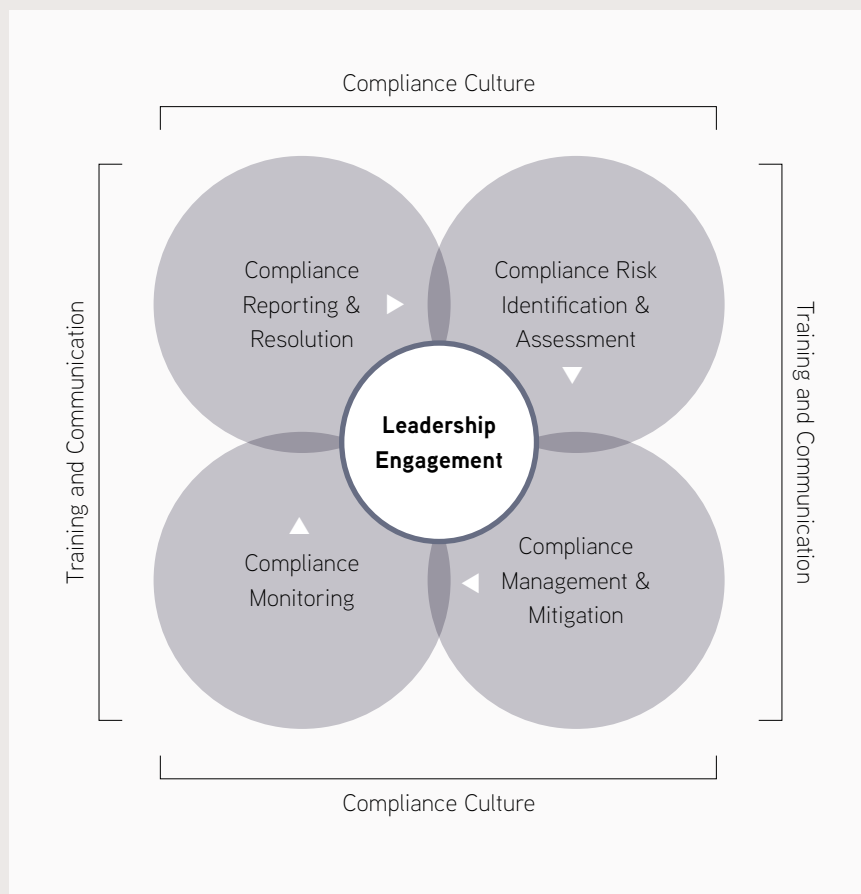 Compliance Culture
Training and Communication
Compliance
Reporting &
Resolution
Compliance Risk
Identification &
Assessment
Leadership
Engagement
Compliance
Monitoring
Compliance
Management &
Mitigation
Training and Communication
Compliance Culture